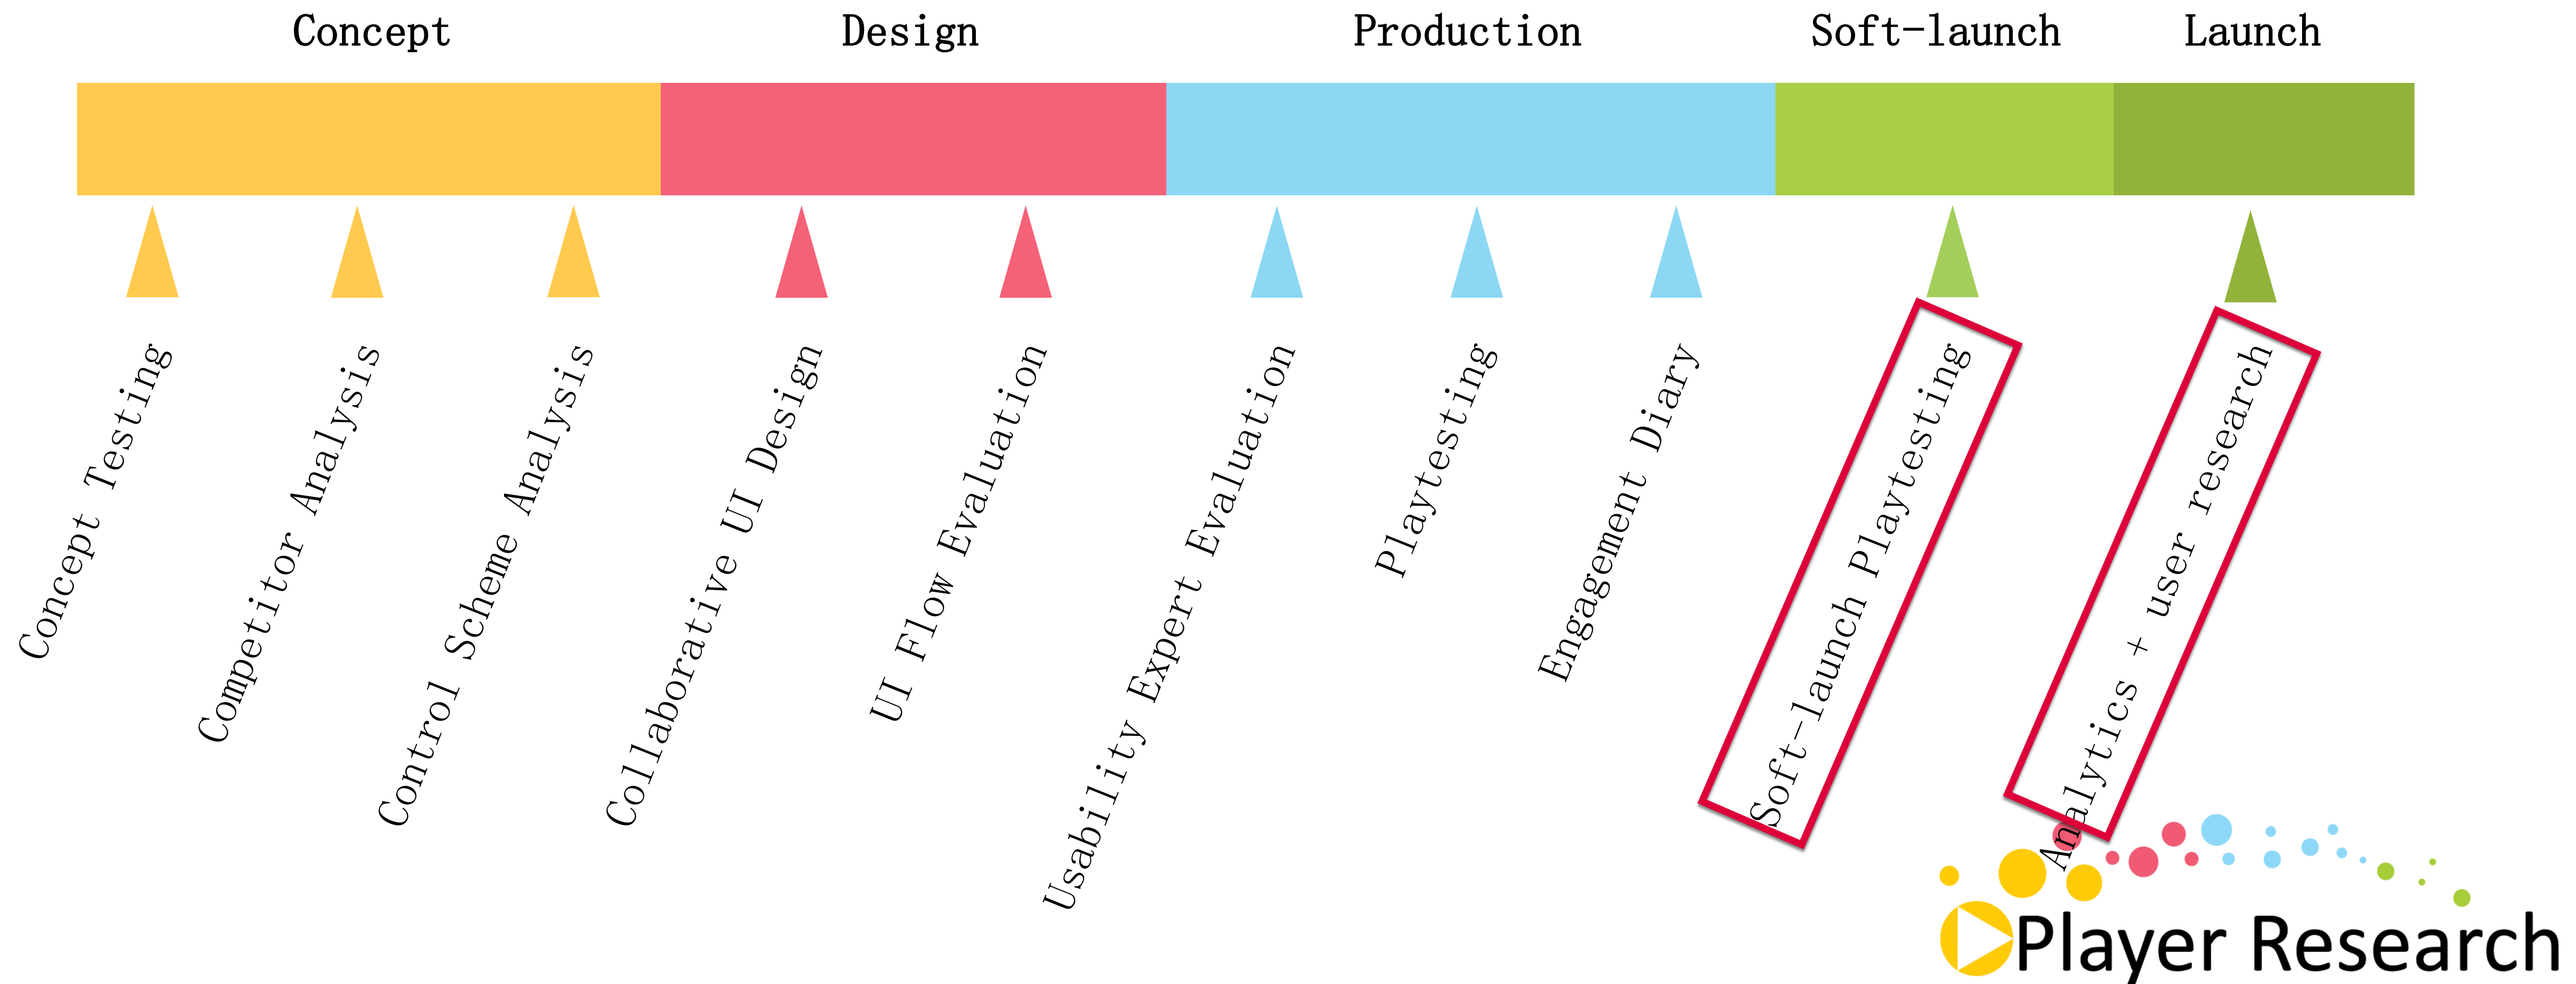 Concept
Design
Production
Soft-launch
Launch
Concept Testing
Competitor Analysis
Control Scheme Analysis
Collaborative UI Design
UI Flow Evaluation
Usability Expert Evaluation
Playtesting
Engagement Diary
Soft-launch Playtesting
Analytics + user research
Player Research